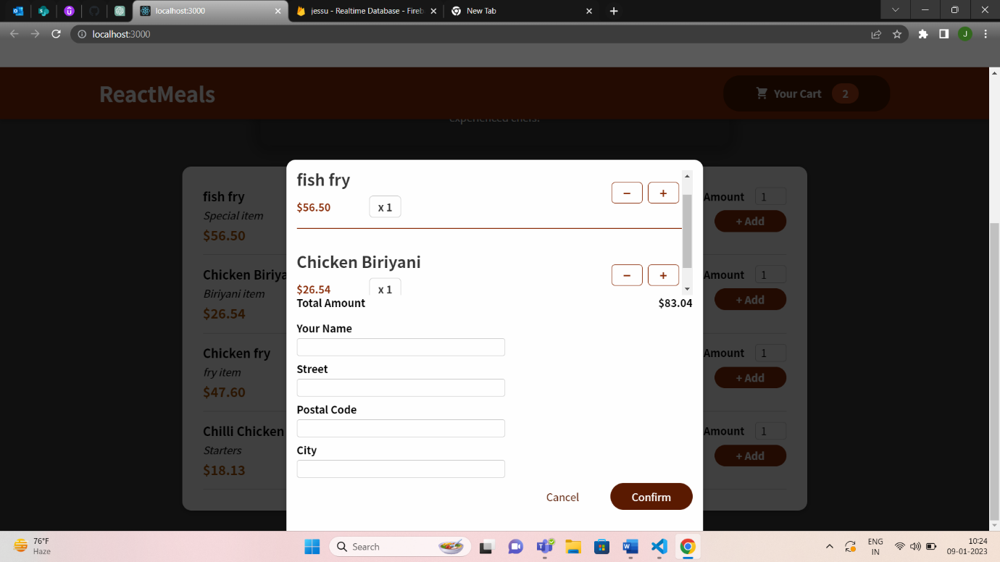 localhost:3000
jessu - Realtime Database - Fireb
New Tab
localhost:3000
J
ReactMeals
Your Cart 2
experienced chefs.
fish fry
Special item
$56.50
Amount 1
+ Add
Chicken Biriya
Biriyani item
$26.54
Amount 1
+ Add
Chicken fry
fry item
$47.60
Amount 1
+ Add
Chilli Chicken
Starters
$18.13
Amount 1
+ Add
fish fry
$56.50 x 1
− +
Chicken Biriyani
$26.54 x 1
− +
Total Amount $83.04
Your Name
Street
Postal Code
City
Cancel Confirm
76°F
Haze
Search
ENG
IN
10:24
09-01-2023